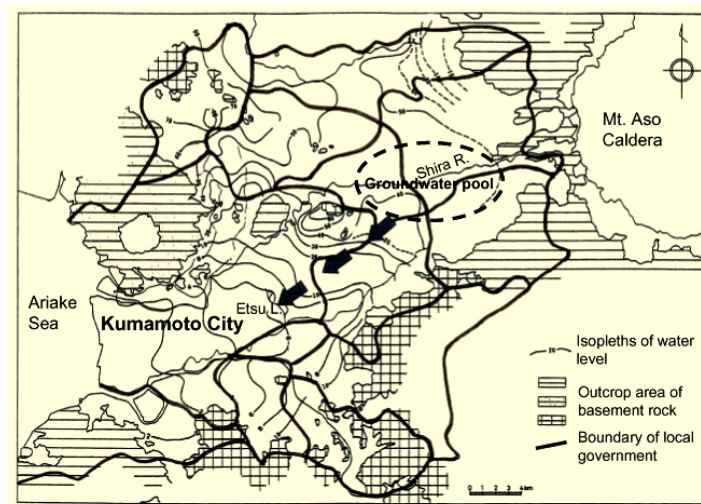 Mt. Aso
Caldera
Shira R.
Groundwater pool
Etsu L.
Ariake
Sea
Kumamoto City
20
Isopleths of water
level
Outcrop area of
basement rock
Boundary of local
government
0 1 2 3 4km